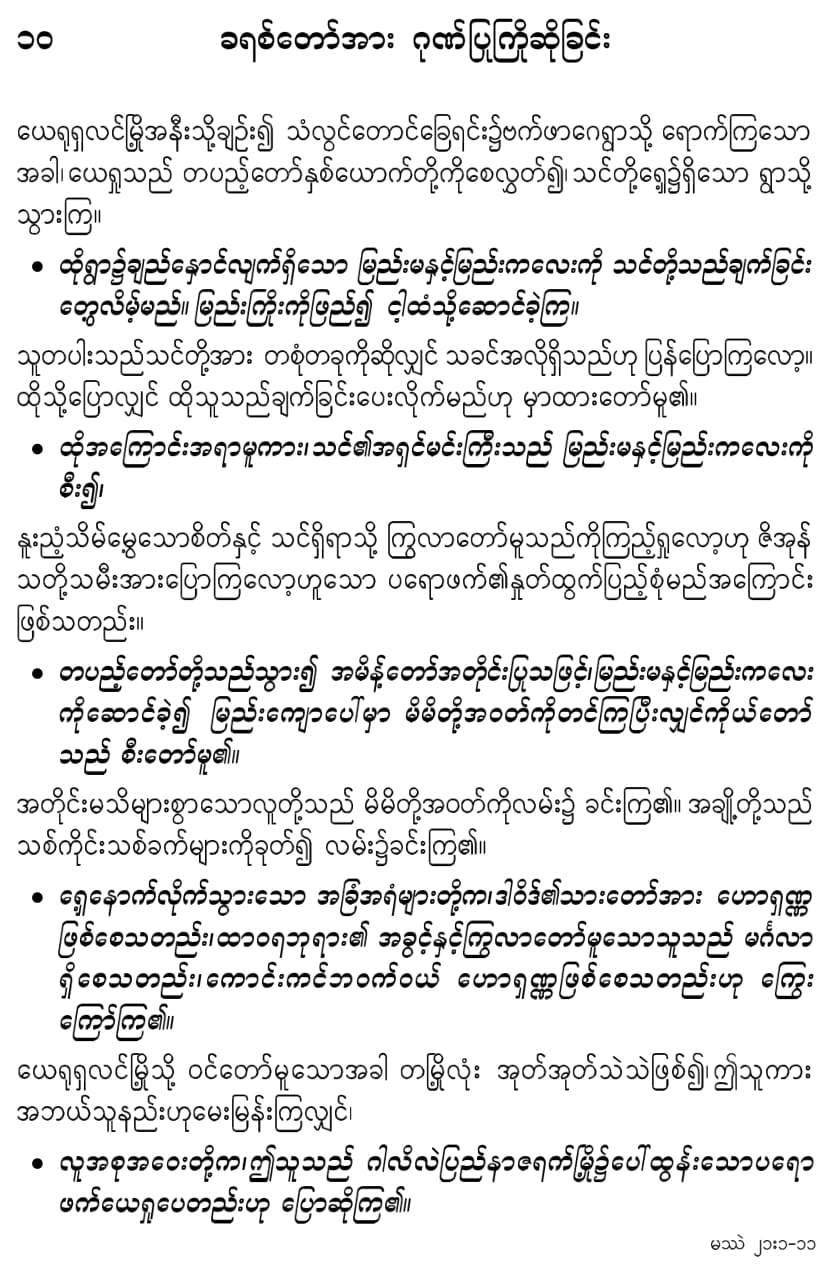 ၁၀ ခရစ်တော်အား ဂုဏ်ပြုကြိုဆိုခြင်း
ယေရုရှလင်မြို့အနီးသို့ချဉ်း၍ သံလွင်တောင်ခြေရင်း၌ဗက်ဖာဂေရွာသို့ ရောက်ကြသော
အခါ၊ယေရှုသည် တပည့်တော်နှစ်ယောက်တို့ကိုစေလွှတ်၍၊သင်တို့ရှေ့၌ရှိသော ရွာသို့
သွားကြ။
• ထိုရွာ၌ချည်နှောင်လျက်ရှိသော မြည်းမနှင့်မြည်းကလေးကို သင်တို့သည်ချက်ခြင်း
တွေ့လိမ့်မည်။ မြည်းကြိုးကိုဖြည်၍ ငါ့ထံသို့ဆောင်ခဲ့ကြ။
သူတပါးသည်သင်တို့အား တစုံတခုကိုဆိုလျှင် သခင်အလိုရှိသည်ဟု ပြန်ပြောကြလော့။
ထိုသို့ပြောလျှင် ထိုသူသည်ချက်ခြင်းပေးလိုက်မည်ဟု မှာထားတော်မူ၏။
• ထိုအကြောင်းအရာမူကား၊သင်၏အရှင်မင်းကြီးသည် မြည်းမနှင့်မြည်းကလေးကို
စီး၍၊
နူးညံ့သိမ်မွေ့သောစိတ်နှင့် သင်ရှိရာသို့ ကြွလာတော်မူသည်ကိုကြည့်ရှုလော့ဟု ဇိအုန်
သတို့သမီးအားပြောကြလော့ဟူသော ပရောဖက်၏နှုတ်ထွက်ပြည့်စုံမည်အကြောင်း
ဖြစ်သတည်း။
• တပည့်တော်တို့သည်သွား၍ အမိန့်တော်အတိုင်းပြုသဖြင့်၊မြည်းမနှင့်မြည်းကလေး
ကိုဆောင်ခဲ့၍ မြည်းကျောပေါ်မှာ မိမိတို့အဝတ်ကိုတင်ကြပြီးလျှင်ကိုယ်တော်
သည် စီးတော်မူ၏။
အတိုင်းမသိများစွာသောလူတို့သည် မိမိတို့အဝတ်ကိုလမ်း၌ ခင်းကြ၏။ အချို့တို့သည်
သစ်ကိုင်းသစ်ခက်များကိုခုတ်၍ လမ်း၌ခင်းကြ၏။
• ရှေ့နောက်လိုက်သွားသော အခြံအရံများတို့က၊ဒါဝိဒ်၏သားတော်အား ဟောရှဏ္ဏ
ဖြစ်စေသတည်း၊ထာဝရဘုရား၏ အခွင့်နှင့်ကြွလာတော်မူသောသူသည် မင်္ဂလာ
ရှိစေသတည်း၊ကောင်းကင်ဘဝက်ဝယ် ဟောရှဏ္ဏဖြစ်စေသတည်းဟု ကြွေး
ကြော်ကြ၏။
ယေရုရှလင်မြို့သို့ ဝင်တော်မူသောအခါ တမြို့လုံး အုတ်အုတ်သဲသဲဖြစ်၍၊ဤသူကား
အဘယ်သူနည်းဟုမေးမြန်းကြလျှင်၊
• လူအစုအဝေးတို့က၊ဤသူသည် ဂါလိလဲပြည်နာဇရက်မြို့၌ပေါ်ထွန်းသောပရော
ဖက်ယေရှုပေတည်းဟု ပြောဆိုကြ၏။
မဿဲ ၂၁း၁-၁၁